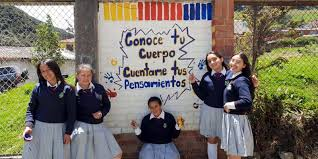 Conoce tu
Cuerpo
Cuentame tus
Pensamientos